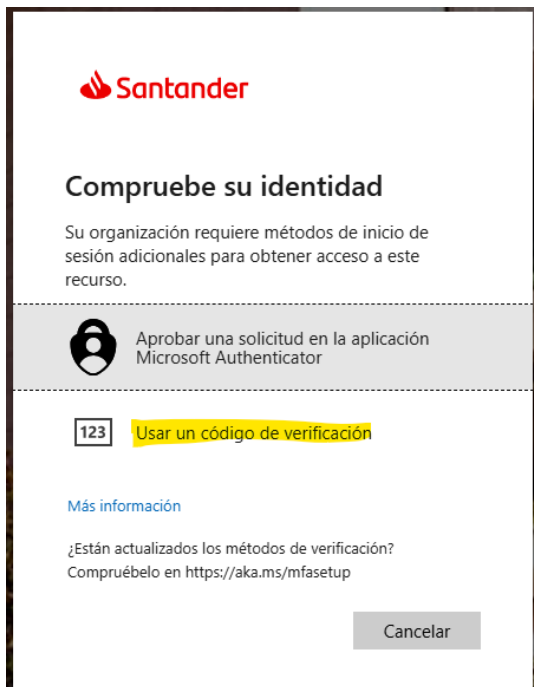 Santander
Compruebe su identidad
Su organización requiere métodos de inicio de
sesión adicionales para obtener acceso a este
recurso.
Aprobar una solicitud en la aplicación
Microsoft Authenticator
123 Usar un código de verificación
Más información
¿Están actualizados los métodos de verificación?
Compruébelo en https://aka.ms/mfasetup
Cancelar